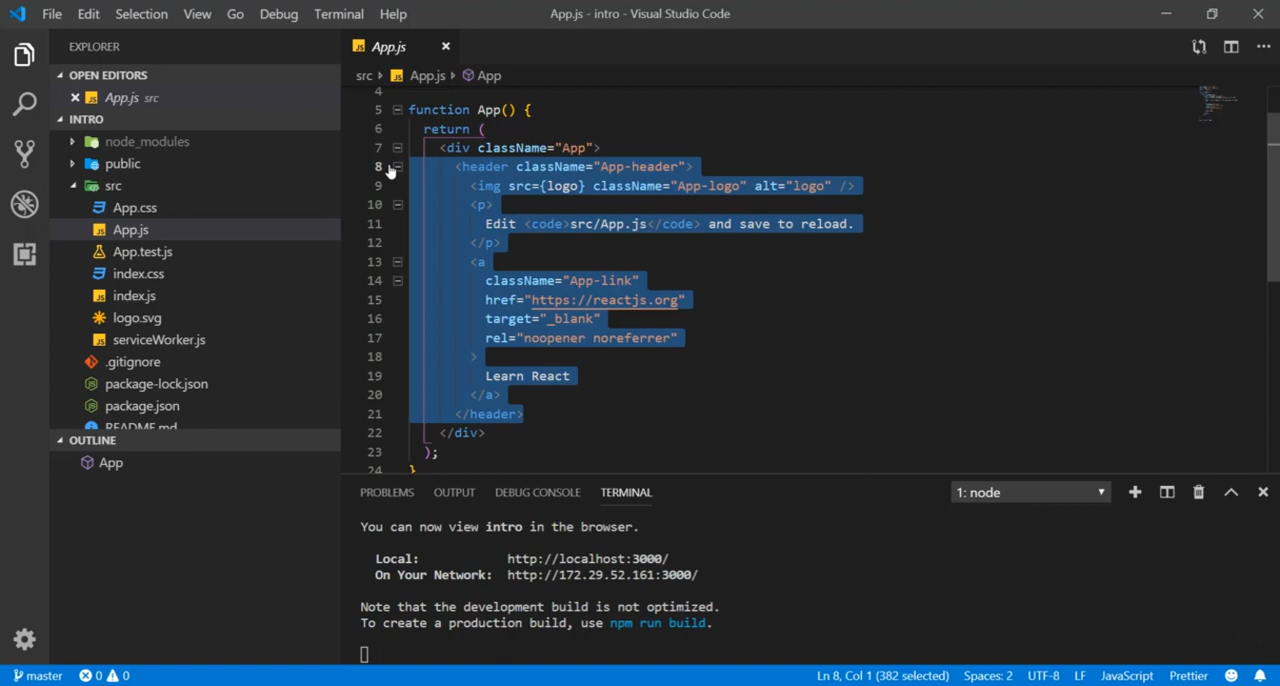 File Edit Selection View Go Debug Terminal Help
App.js - intro - Visual Studio Code
EXPLORER
OPEN EDITORS
App.js src
INTRO
node_modules
public
src
App.css
App.js
App.test.js
index.css
index.js
logo.svg
serviceWorker.js
.gitignore
package-lock.json
package.json
README.md
OUTLINE
App
App.js
src App.js App
4
5 function App() {
6 return (
7 <div className="App">
8 <header className="App-header">
9 <img src={logo} className="App-logo" alt="logo" />
10 <p>
11 Edit <code>src/App.js</code> and save to reload.
12 </p>
13 <a
14 className="App-link"
15 href="https://reactjs.org"
16 target="_blank"
17 rel="noopener noreferrer"
18 >
19 Learn React
20 </a>
21 </header>
22 </div>
23 );
24 }
PROBLEMS OUTPUT DEBUG CONSOLE TERMINAL 1: node
You can now view intro in the browser.
Local: http://localhost:3000/
On Your Network: http://172.29.52.161:3000/
Note that the development build is not optimized.
To create a production build, use npm run build.
master 0 0 Ln 8, Col 1 (382 selected) Spaces: 2 UTF-8 LF JavaScript Prettier